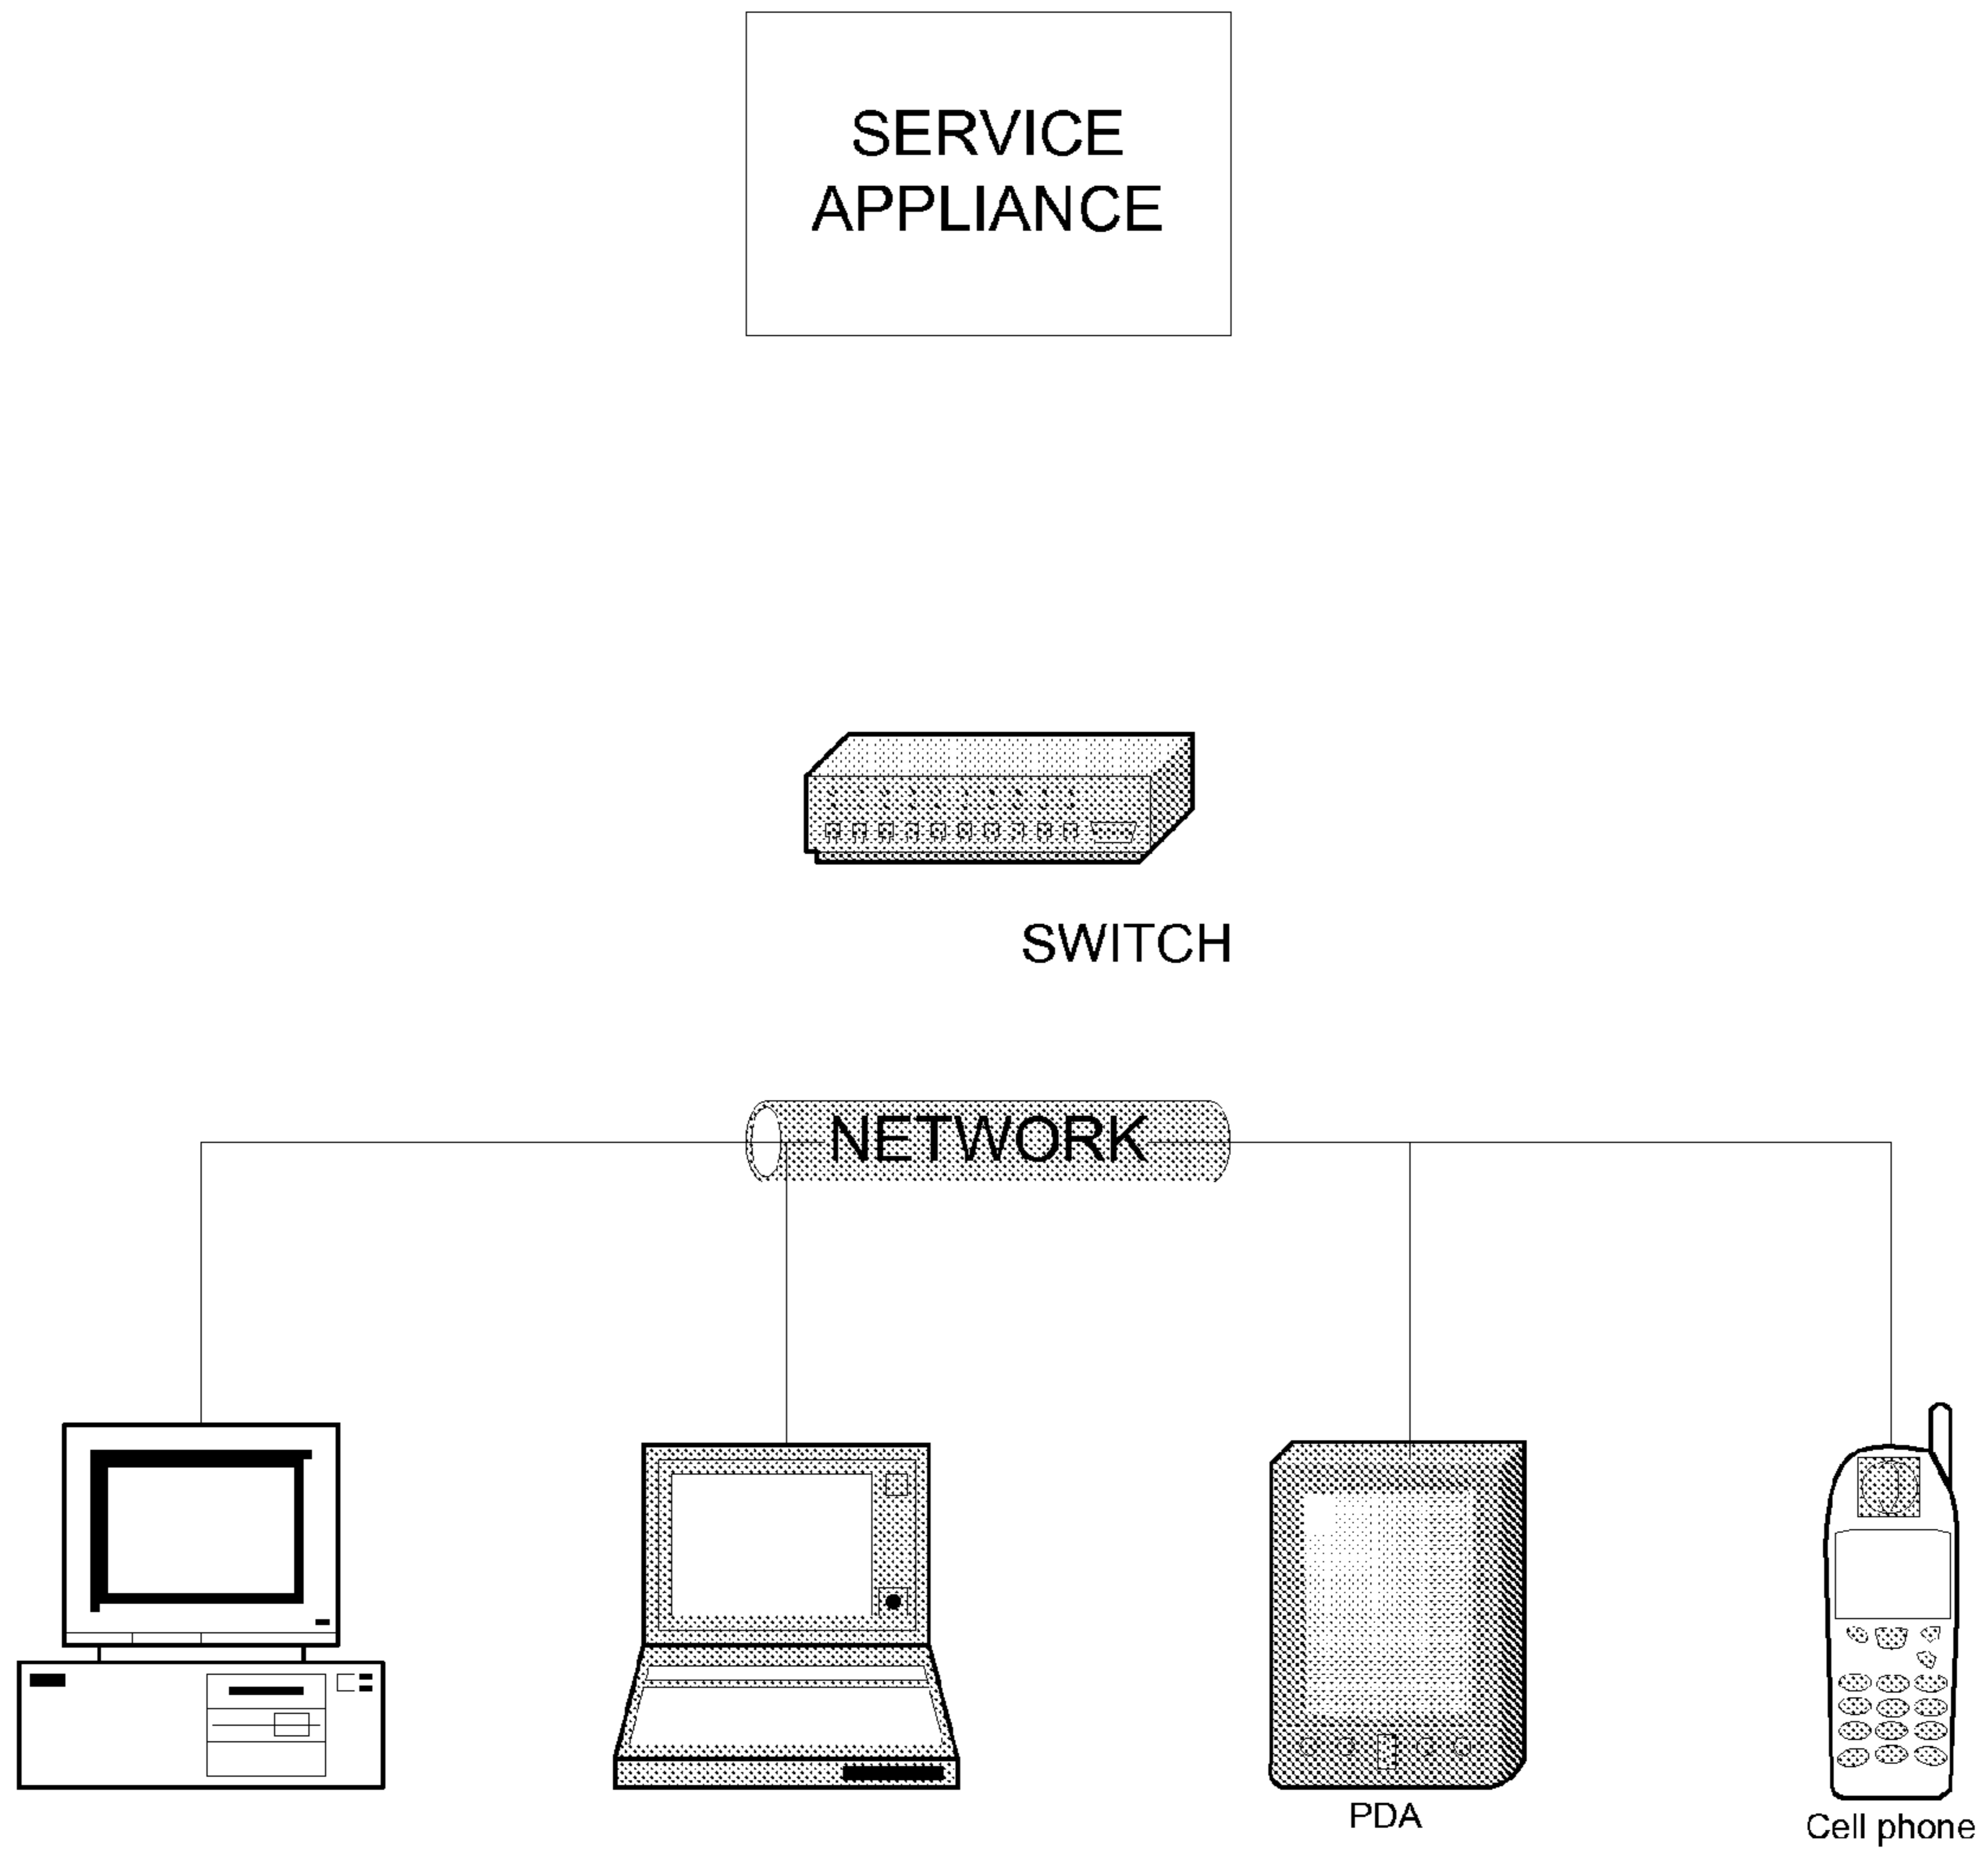 SERVICE
APPLIANCE
SWITCH
NETWORK
PDA
Cell phone